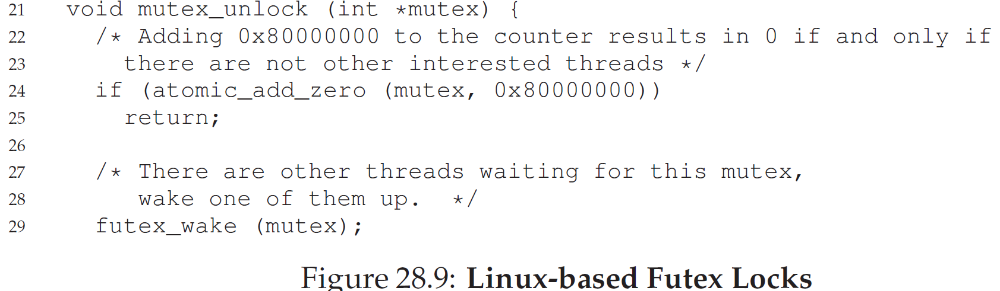 21 void mutex_unlock (int *mutex) {
22 /* Adding 0x80000000 to the counter results in 0 if and only if
23 there are not other interested threads */
24 if (atomic_add_zero (mutex, 0x80000000))
25 return;
26
27 /* There are other threads waiting for this mutex,
28 wake one of them up. */
29 futex_wake (mutex);
Figure 28.9: Linux-based Futex Locks